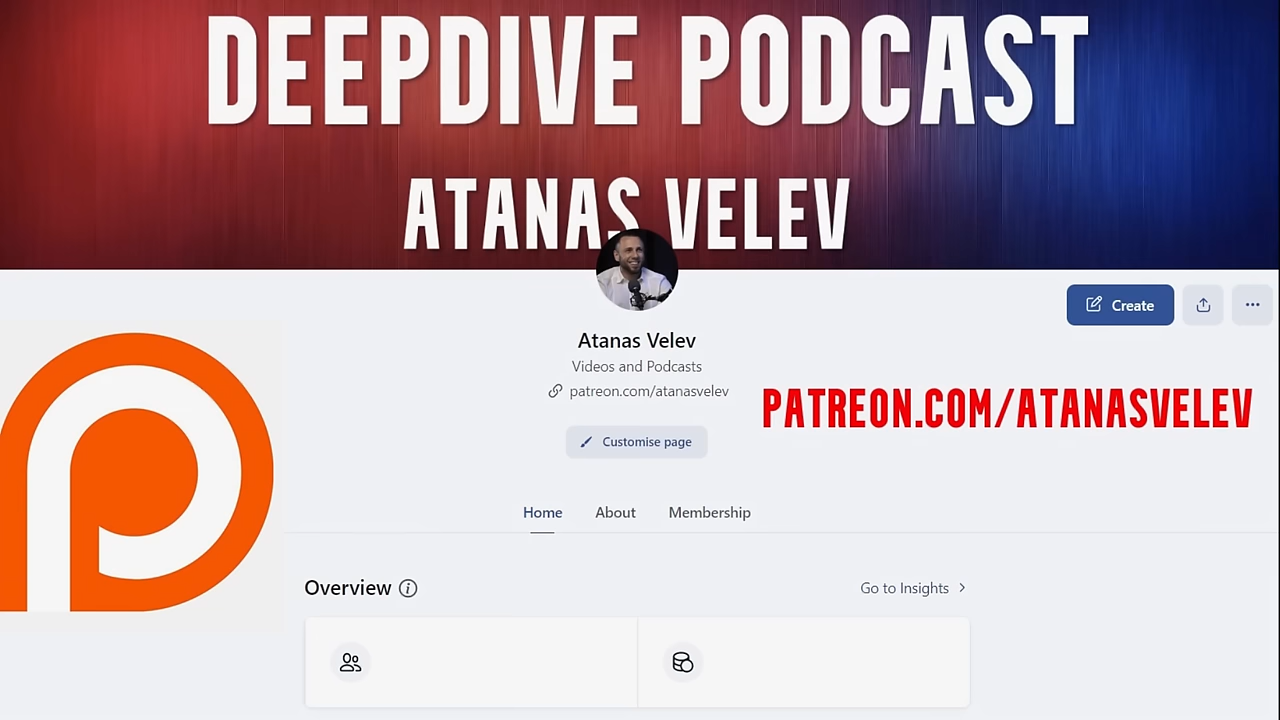 DEEPDIVE PODCAST
ATANAS VELEV
Create
Atanas Velev
Videos and Podcasts
patreon.com/atanasvelev
PATREON.COM/ATANASVELEV
Customise page
Home About Membership
Overview
Go to Insights